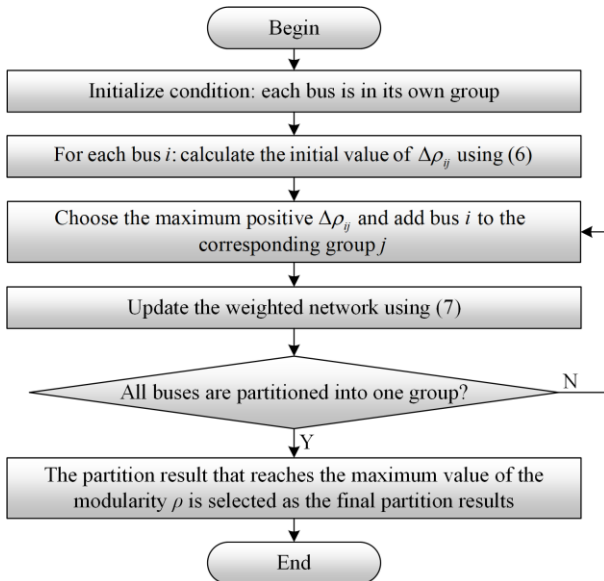 Begin
Initialize condition: each bus is in its own group
For each bus i: calculate the initial value of Δρij using (6)
Choose the maximum positive Δρij and add bus i to the
corresponding group j
Update the weighted network using (7)
All buses are partitioned into one group?
N
Y
The partition result that reaches the maximum value of the
modularity ρ is selected as the final partition results
End